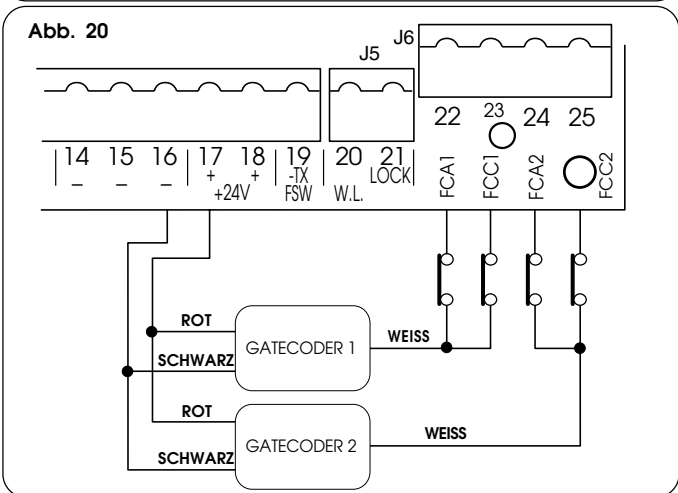 Abb. 20
J6
J5
22 23 24 25
14 15 16 17 18 19 20 21
– – – + + -TX LOCK
+24V FSW W.L.
FCA1 FCC1 FCA2 FCC2
ROT
GATECODER 1
WEISS
SCHWARZ
ROT
GATECODER 2
WEISS
SCHWARZ